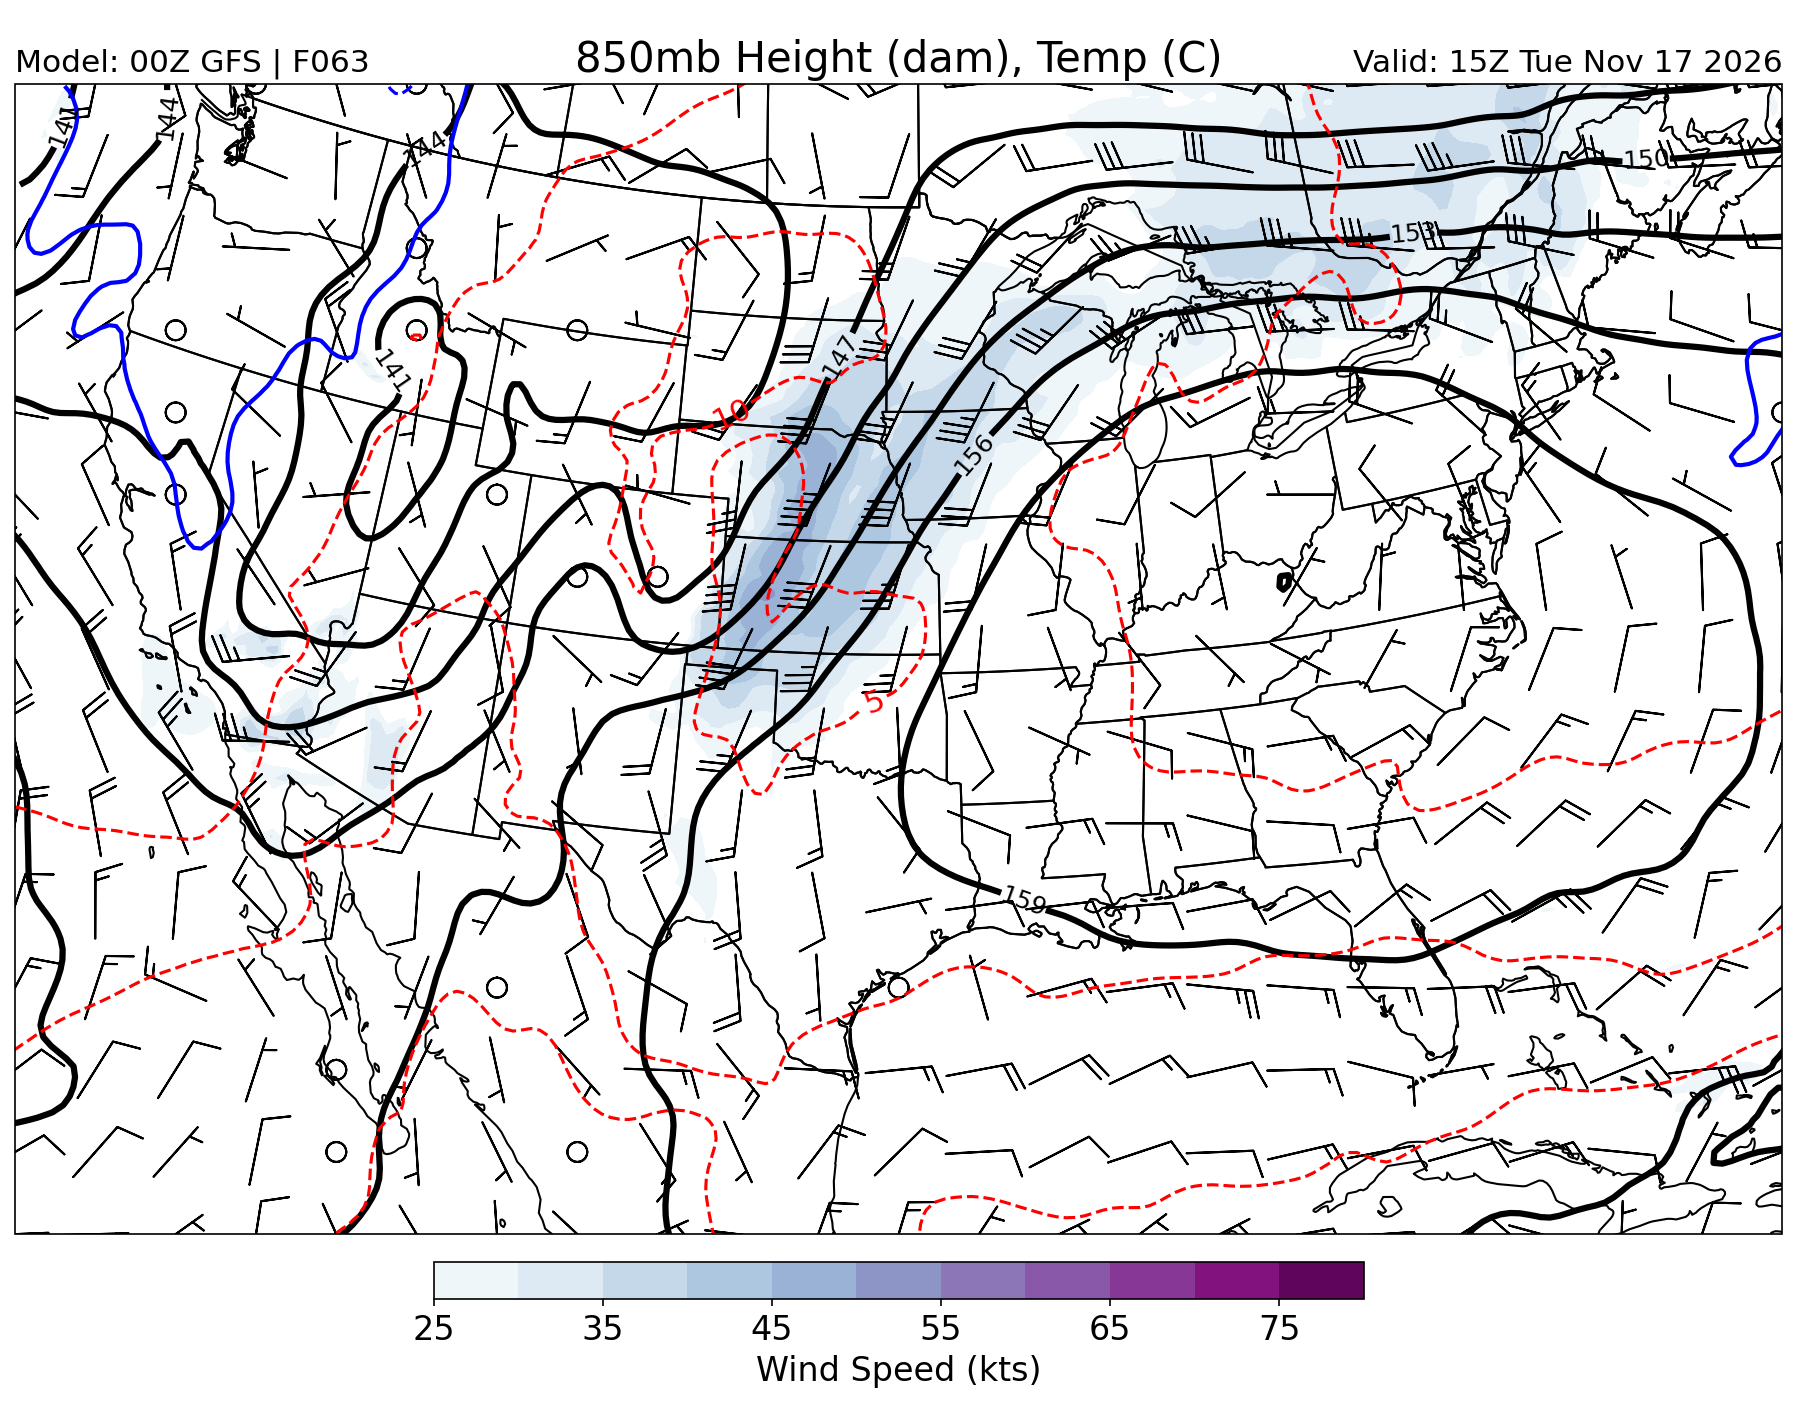 Model: 00Z GFS | F063
850mb Height (dam), Temp (C)
Valid: 15Z Tue Nov 17 2026
141
144
144
150
153
147
141
10
156
5
159
25 35 45 55 65 75
Wind Speed (kts)